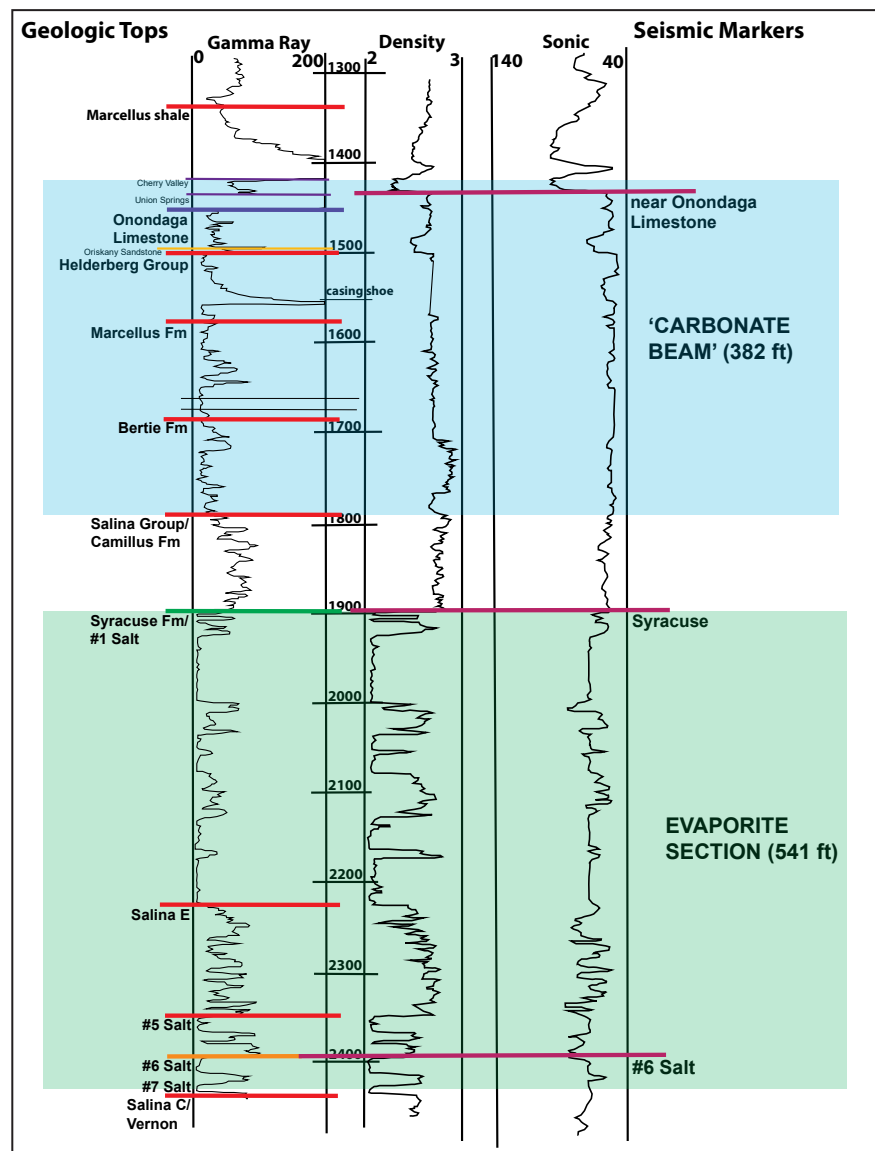 Geologic Tops
Gamma Ray
Density
Sonic
Seismic Markers
0
200
2
3
140
40
1300
Marcellus shale
1400
Cherry Valley
Union Springs
near Onondaga
Limestone
Onondaga
Limestone
1500
Oriskany Sandstone
Helderberg Group
casing shoe
Marcellus Fm
1600
‘CARBONATE
BEAM’ (382 ft)
Bertie Fm
1700
1800
Salina Group/
Camillus Fm
1900
Syracuse Fm/
#1 Salt
Syracuse
2000
2100
EVAPORITE
SECTION (541 ft)
2200
Salina E
2300
#5 Salt
2400
#6 Salt
#6 Salt
#7 Salt
Salina C/
Vernon